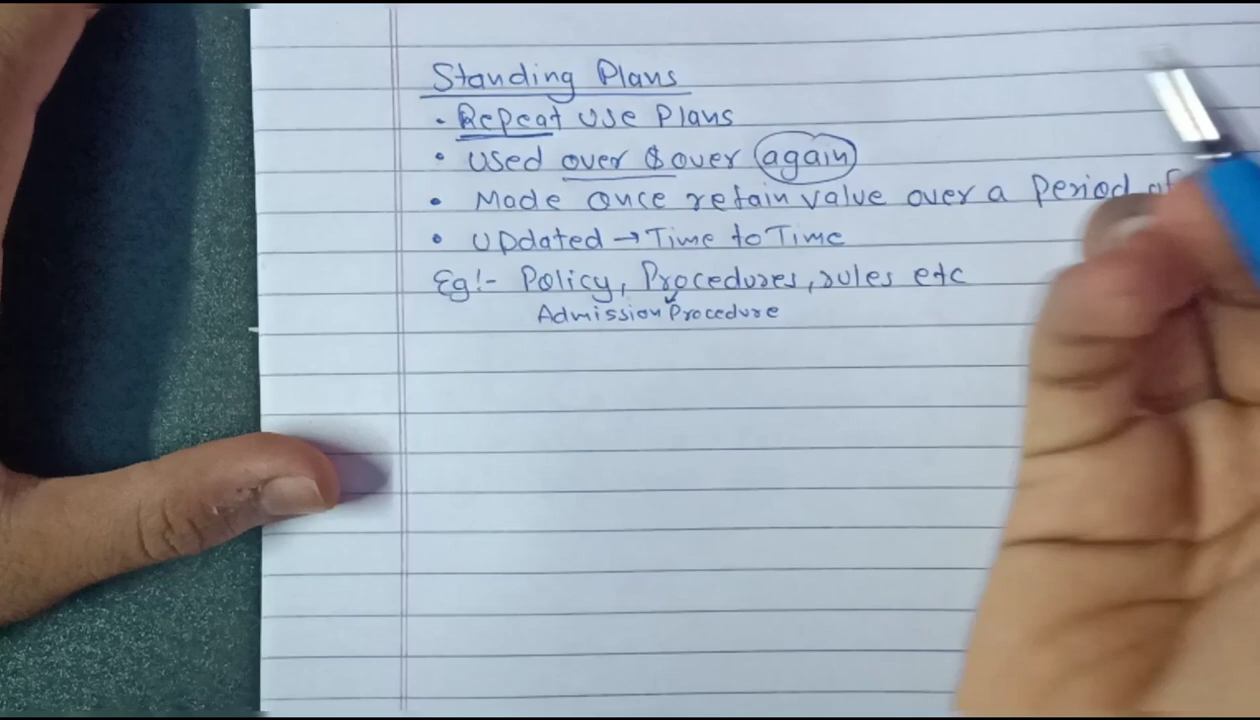 Standing Plans
• Repeat use Plans
• Used over & over again
• Made once retain value over a Period of
• Updated → Time to Time
Eg:- Policy, Procedures, rules etc
Admission Procedure